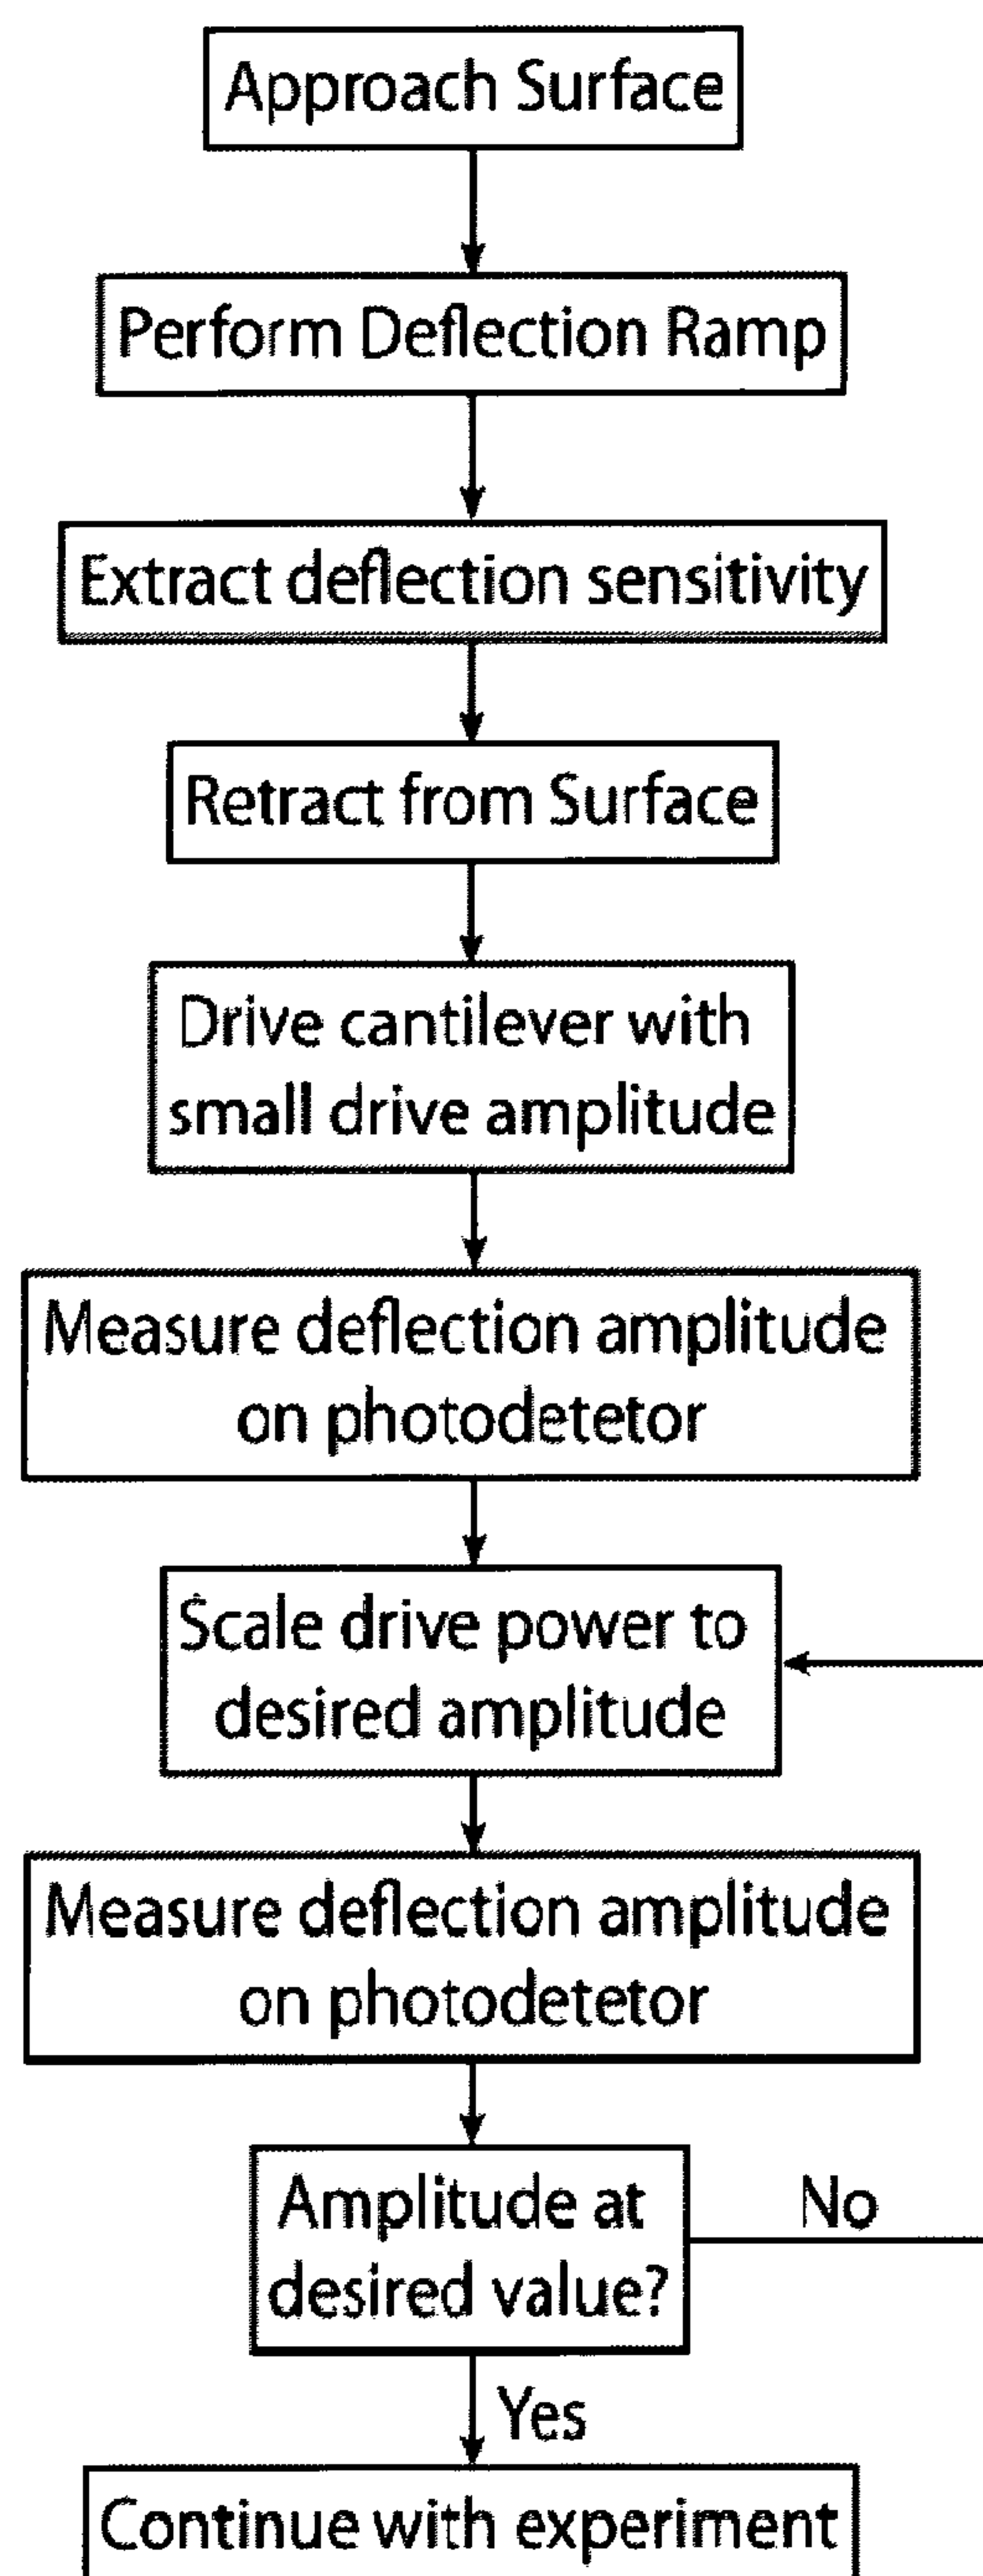 Approach Surface
Perform Deflection Ramp
Extract deflection sensitivity
Retract from Surface
Drive cantilever with
small drive amplitude
Measure deflection amplitude
on photodetetor
Scale drive power to
desired amplitude
Measure deflection amplitude
on photodetetor
Amplitude at
desired value?
No
Yes
Continue with experiment